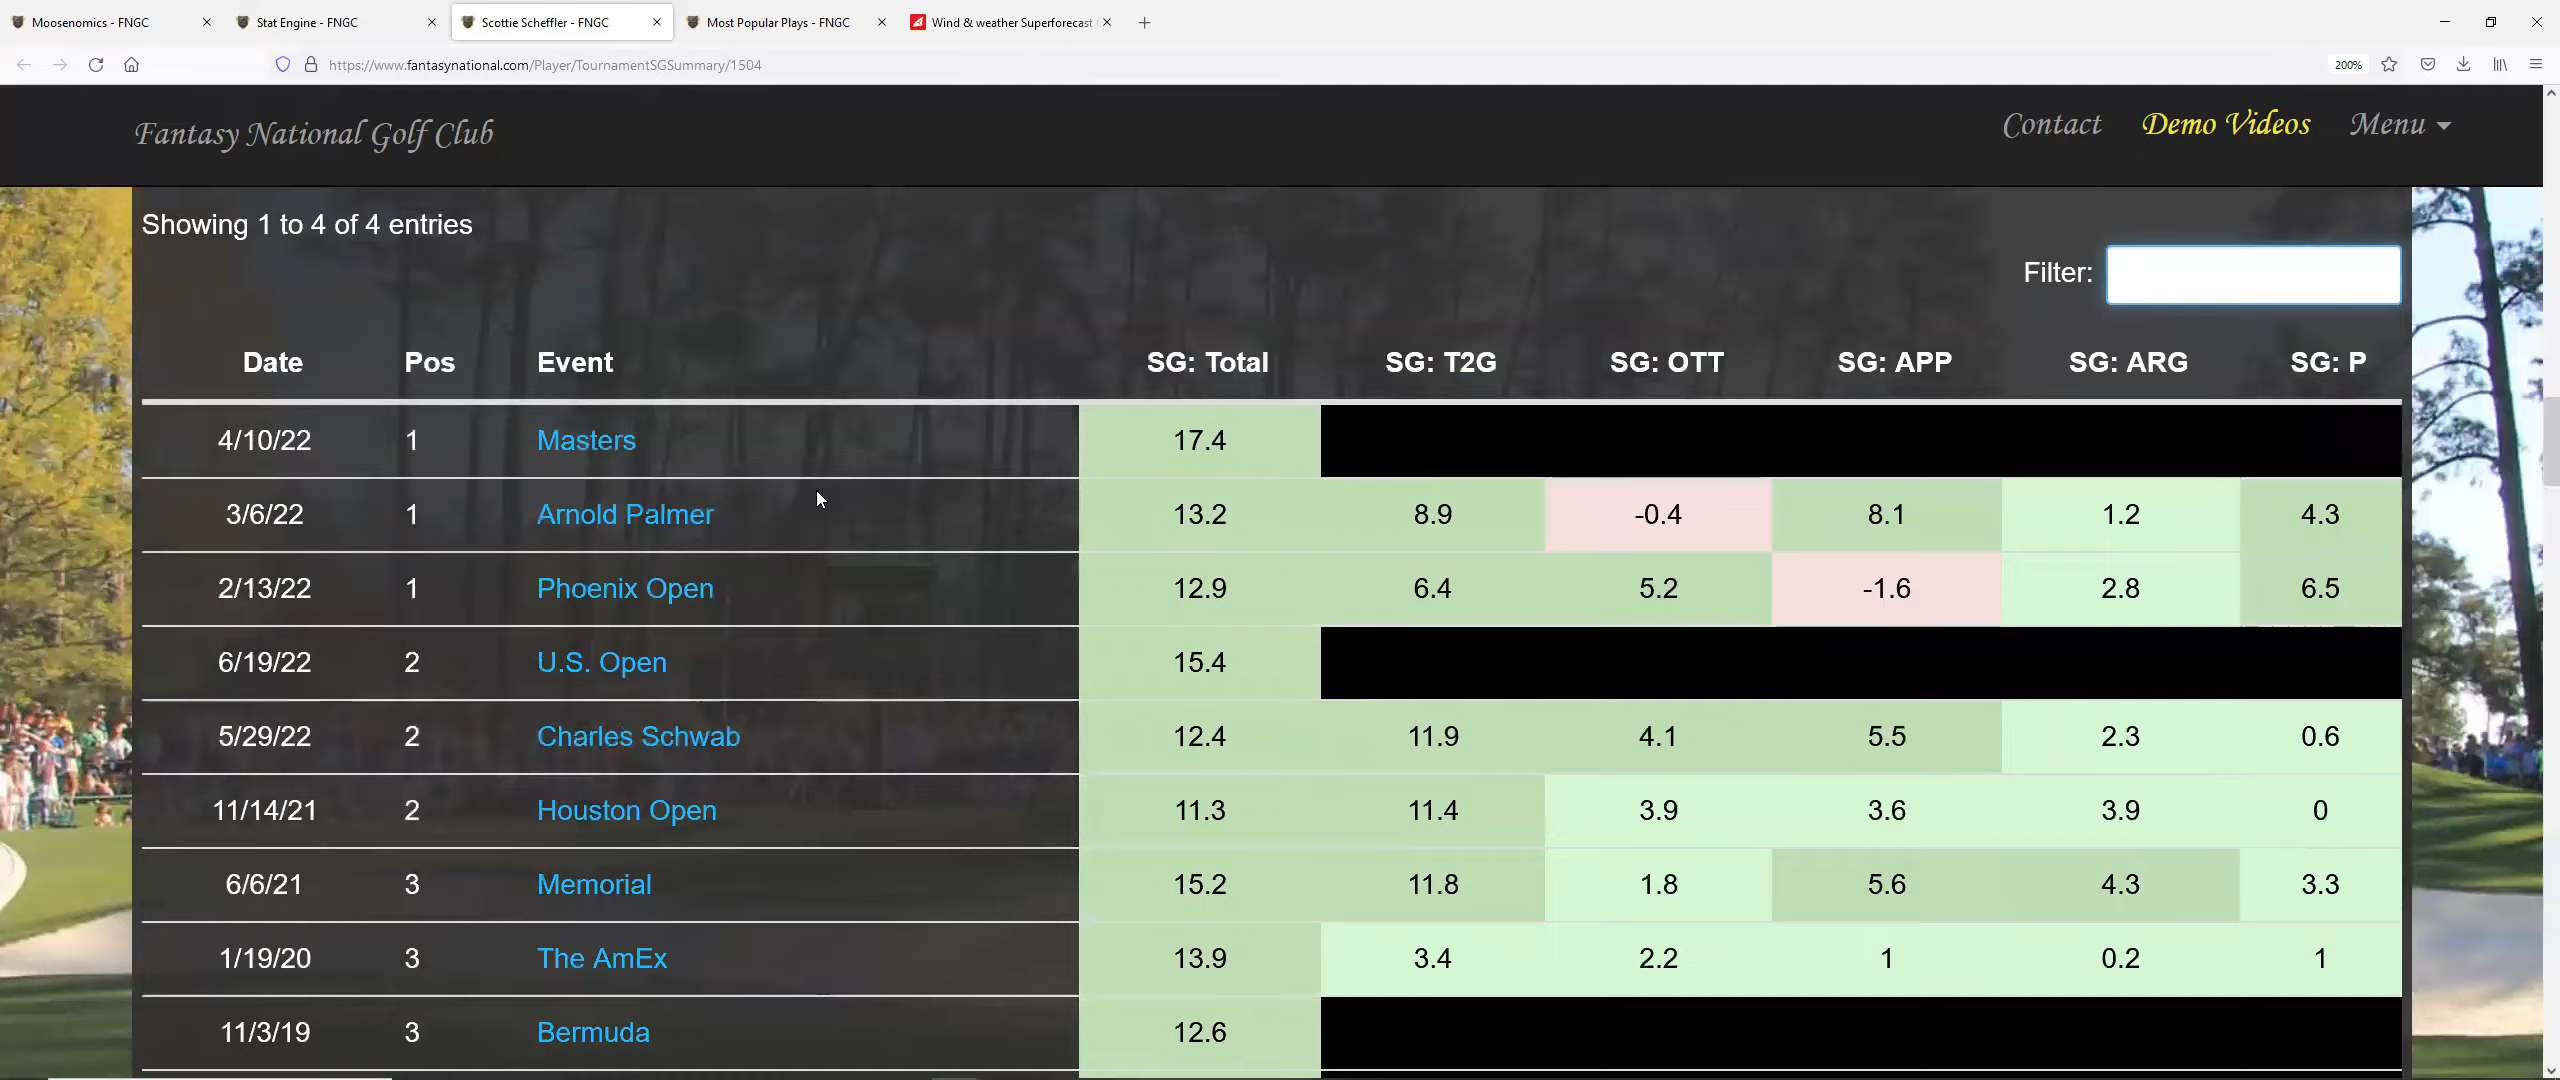 Moosenomics - FNGC
Stat Engine - FNGC
Scottie Scheffler - FNGC
Most Popular Plays - FNGC
Wind & weather Superforecast
https://www.fantasynational.com/Player/TournamentSGSummary/1504
200%
Fantasy National Golf Club
Contact Demo Videos Menu
Showing 1 to 4 of 4 entries
Filter:
Date Pos Event SG: Total SG: T2G SG: OTT SG: APP SG: ARG SG: P
4/10/22 1 Masters 17.4
3/6/22 1 Arnold Palmer 13.2 8.9 -0.4 8.1 1.2 4.3
2/13/22 1 Phoenix Open 12.9 6.4 5.2 -1.6 2.8 6.5
6/19/22 2 U.S. Open 15.4
5/29/22 2 Charles Schwab 12.4 11.9 4.1 5.5 2.3 0.6
11/14/21 2 Houston Open 11.3 11.4 3.9 3.6 3.9 0
6/6/21 3 Memorial 15.2 11.8 1.8 5.6 4.3 3.3
1/19/20 3 The AmEx 13.9 3.4 2.2 1 0.2 1
11/3/19 3 Bermuda 12.6